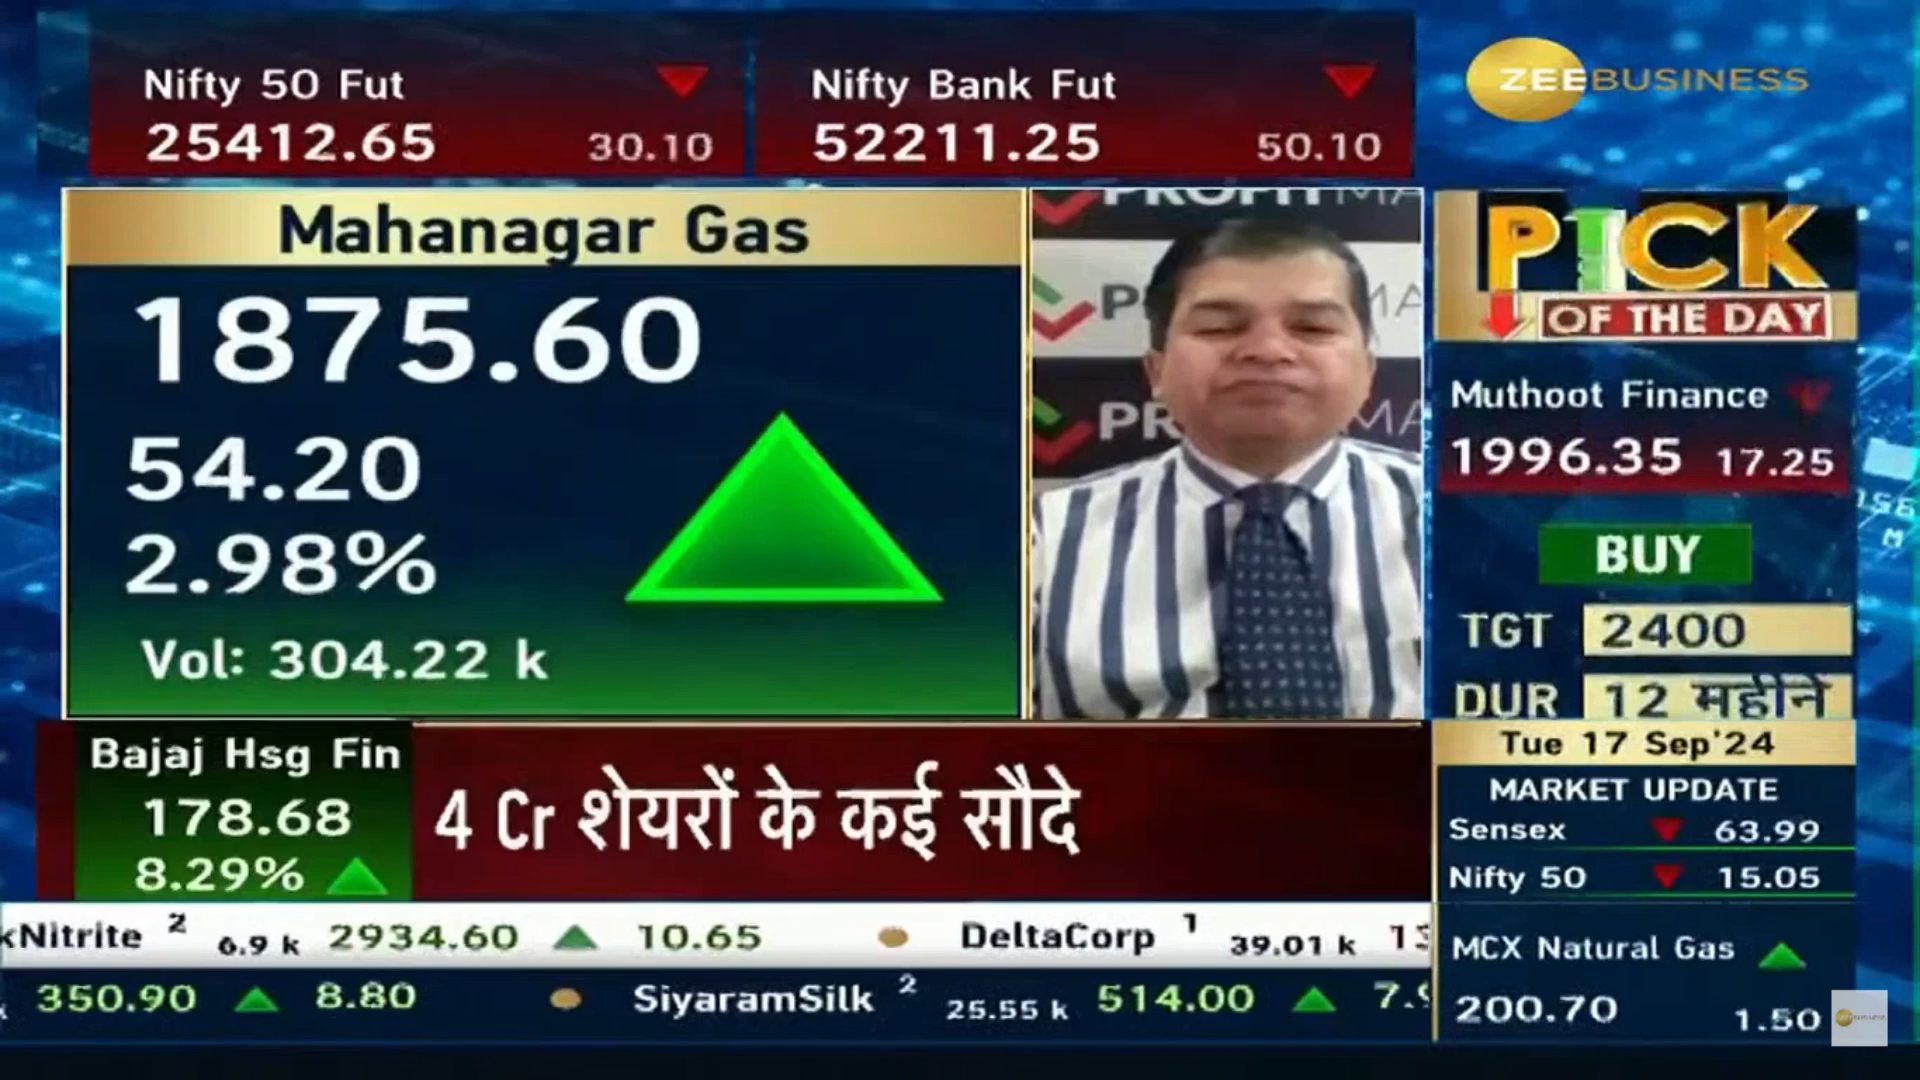 Nifty 50 Fut
25412.65 30.10
Nifty Bank Fut
52211.25 50.10
ZEEBUSINESS
Mahanagar Gas
1875.60
54.20
2.98%
Vol: 304.22 k
PICK
OF THE DAY
Muthoot Finance
1996.35 17.25
BUY
TGT 2400
DUR 12 महीने
Bajaj Hsg Fin
178.68
8.29%
4 Cr शेयरों के कई सौदे
Tue 17 Sep'24
MARKET UPDATE
Sensex 63.99
Nifty 50 15.05
MCX Natural Gas
200.70 1.50
kNitrite 2 6.9 k 2934.60 10.65 DeltaCorp 1 39.01 k 13
350.90 8.80 SiyaramSilk 2 25.55 k 514.00 7.9